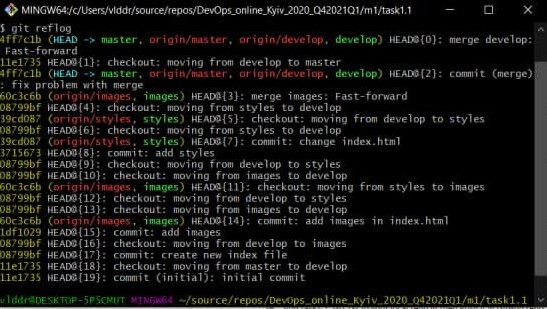 MINGW64:/c/Users/vlddr/source/repos/DevOps_online_Kyiv_2020_Q42021Q1/m1/task1.1
$ git reflog
4ff7c1b (HEAD -> master, origin/master, origin/develop, develop) HEAD@{0}: merge develop:
Fast-forward
11e1735 HEAD@{1}: checkout: moving from develop to master
4ff7c1b (HEAD -> master, origin/master, origin/develop, develop) HEAD@{2}: commit (merge)
: fix problem with merge
60c3c6b (origin/images, images) HEAD@{3}: merge images: Fast-forward
08799bf HEAD@{4}: checkout: moving from styles to develop
39cd087 (origin/styles, styles) HEAD@{5}: checkout: moving from develop to styles
08799bf HEAD@{6}: checkout: moving from styles to develop
39cd087 (origin/styles, styles) HEAD@{7}: commit: change index.html
3715673 HEAD@{8}: commit: add styles
08799bf HEAD@{9}: checkout: moving from develop to styles
08799bf HEAD@{10}: checkout: moving from images to develop
60c3c6b (origin/images, images) HEAD@{11}: checkout: moving from styles to images
08799bf HEAD@{12}: checkout: moving from develop to styles
08799bf HEAD@{13}: checkout: moving from images to develop
60c3c6b (origin/images, images) HEAD@{14}: commit: add images in index.html
1df1029 HEAD@{15}: commit: add images
08799bf HEAD@{16}: checkout: moving from develop to images
08799bf HEAD@{17}: commit: create new index file
11e1735 HEAD@{18}: checkout: moving from master to develop
11e1735 HEAD@{19}: commit (initial): initial commit
vlddr@DESKTOP-5P5CMUT MINGW64 ~/source/repos/DevOps_online_Kyiv_2020_Q42021Q1/m1/task1.1